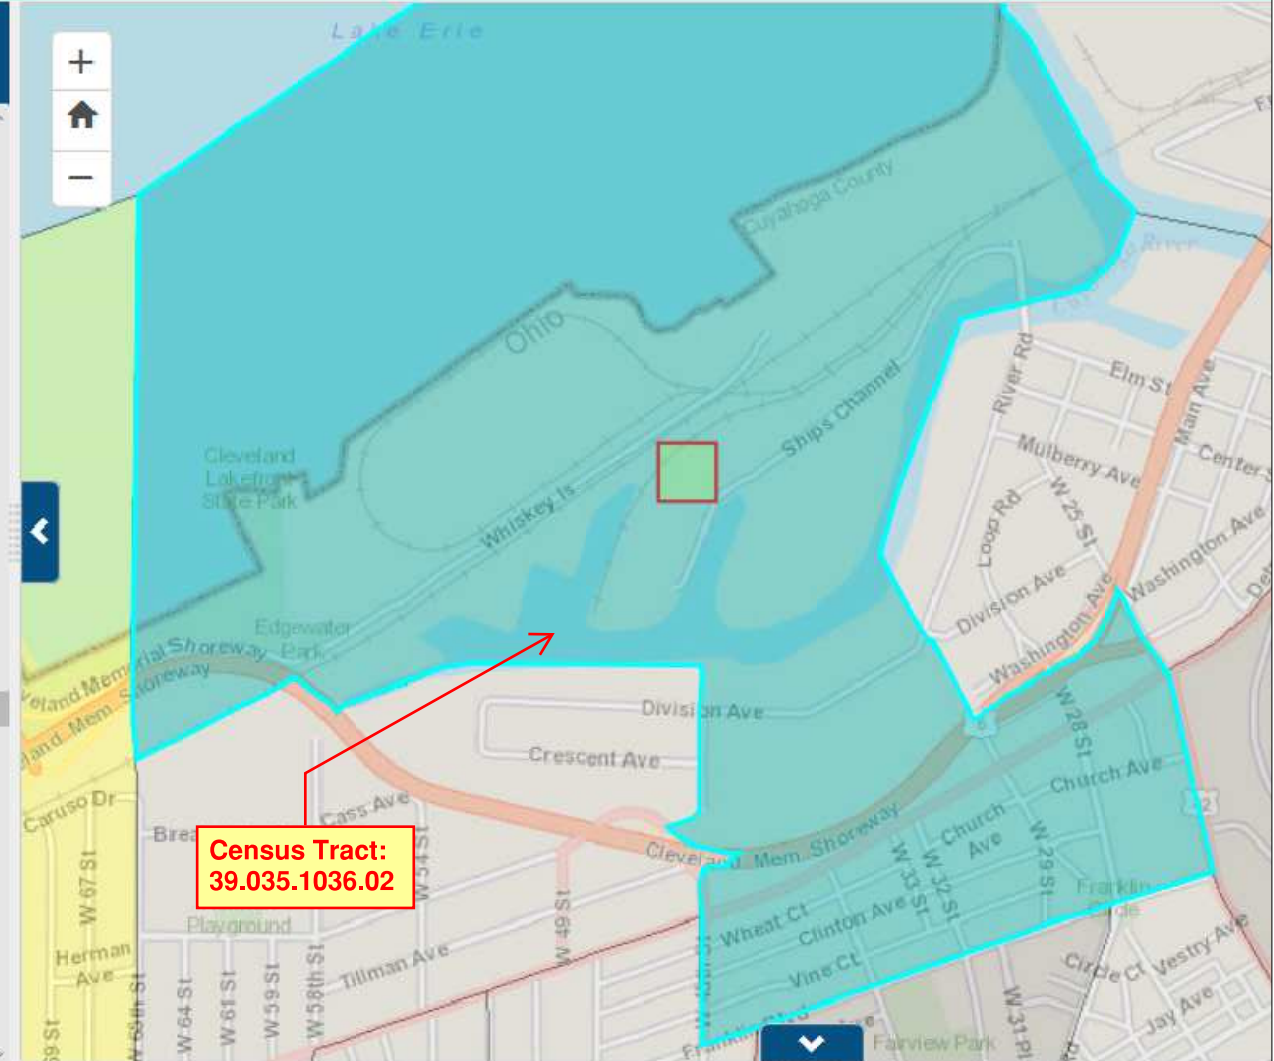 Lake Erie
+
−
Cuyahoga County
River
Ohio
Cleveland
Lakefront
State Park
Whiskey Is
Ships Channel
River Rd
Elm St
Main Ave
Mulberry Ave
Center S
W 25 St
Loop Rd
Washington Ave
Division Ave
Washington Ave
Edgewater
Park
Shoreway
Mem. Shoreway
Division Ave
Crescent Ave
W 28 St
Church Ave
Caruso Dr
Cass Ave
W 54 St
Census Tract:
39.035.1036.02
Cleveland Mem. Shoreway
Church
Ave
W 29 St
W 33 St
W 32 St
Franklin
Circle
W 67 St
Playground
W 49 St
Wheat Ct
Clinton Ave
Vine Ct
Herman
Ave
Tillman Ave
W 64 St
W 61 St
W 59 St
W 58th St
Circle Ct
Vestry Ave
Jay Ave
W 31 Pl
Fairview Park